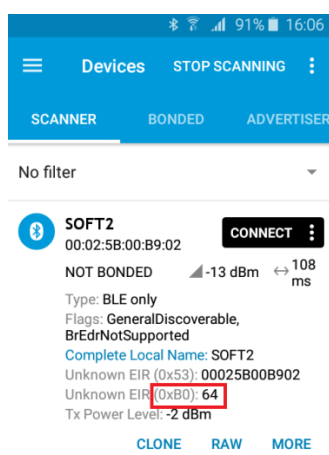 91% 16:06
Devices STOP SCANNING
SCANNER BONDED ADVERTISER
No filter
SOFT2
CONNECT
00:02:5B:00:B9:02
NOT BONDED -13 dBm ↔108 ms
Type: BLE only
Flags: GeneralDiscoverable,
BrEdrNotSupported
Complete Local Name: SOFT2
Unknown EIR (0x53): 00025B00B902
Unknown EIR (0xB0): 64
Tx Power Level: -2 dBm
CLONE RAW MORE